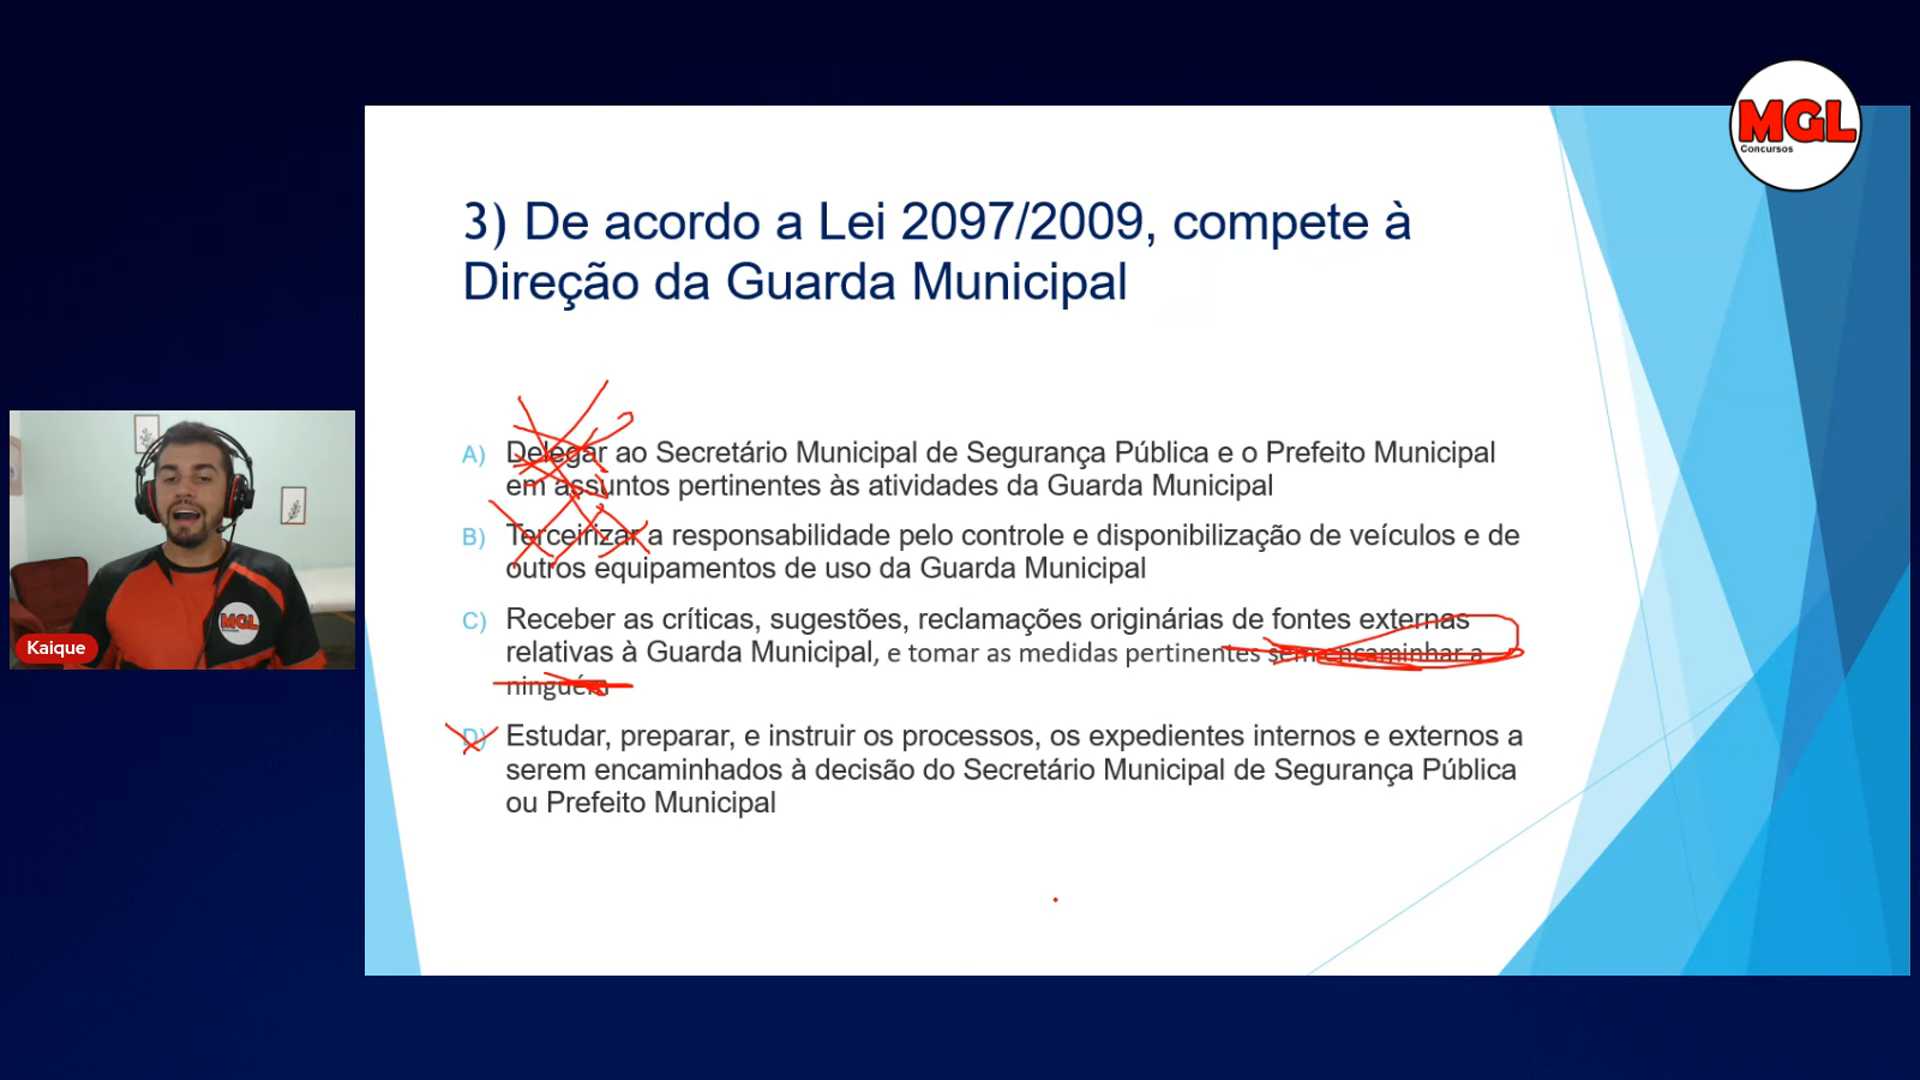 MGL
Concursos
3) De acordo a Lei 2097/2009, compete à
Direção da Guarda Municipal
A) Delegar ao Secretário Municipal de Segurança Pública e o Prefeito Municipal
em assuntos pertinentes às atividades da Guarda Municipal
B) Terceirizar a responsabilidade pelo controle e disponibilização de veículos e de
outros equipamentos de uso da Guarda Municipal
C) Receber as críticas, sugestões, reclamações originárias de fontes externas
relativas à Guarda Municipal, e tomar as medidas pertinentes sem encaminhar a
ninguém
D) Estudar, preparar, e instruir os processos, os expedientes internos e externos a
serem encaminhados à decisão do Secretário Municipal de Segurança Pública
ou Prefeito Municipal
MGL
Kaique